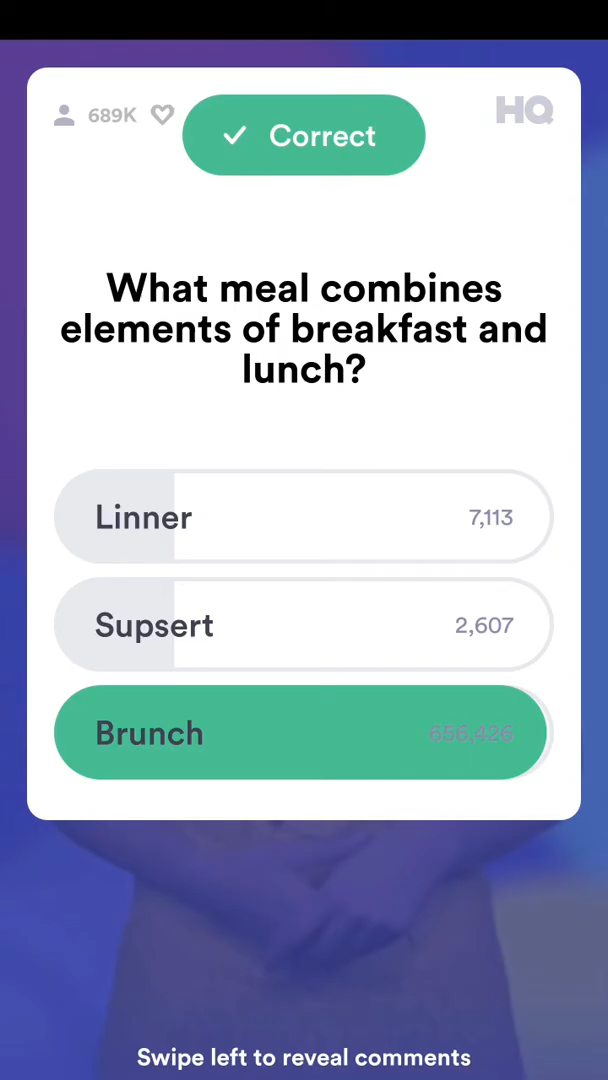 689K
Correct
HQ
What meal combines
elements of breakfast and
lunch?
Linner 7,113
Supsert 2,607
Brunch
Swipe left to reveal comments